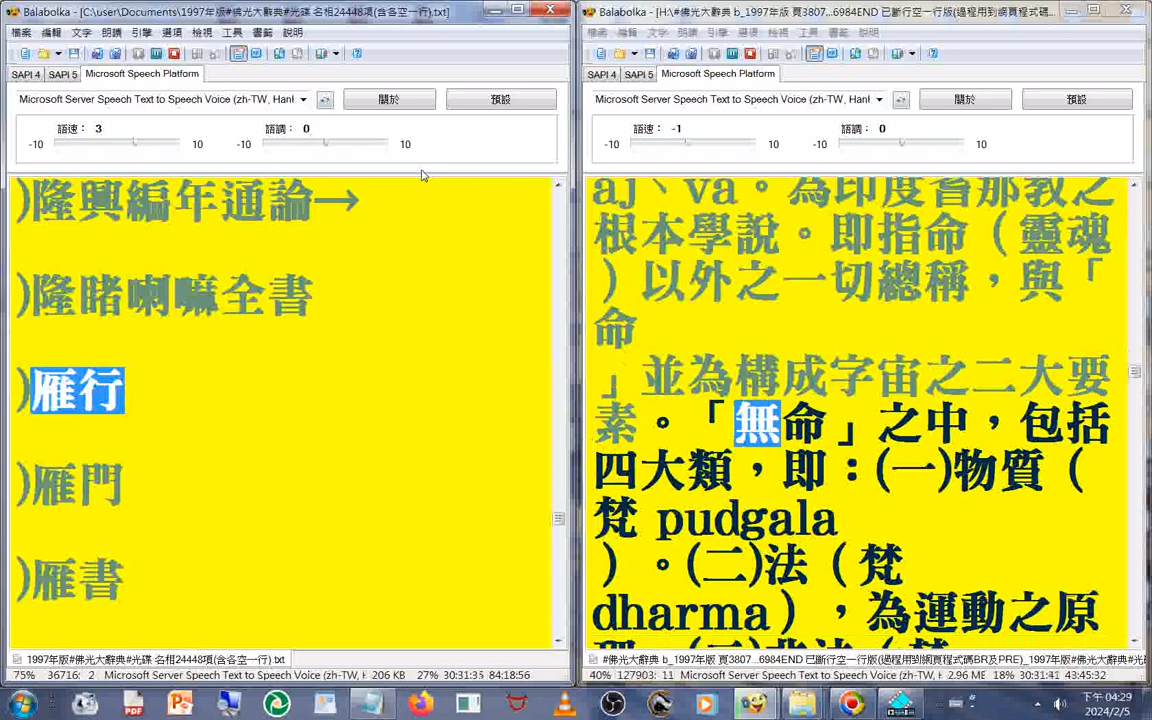 Balabolka - [C:\user\Documents\1997年版#佛光大辭典#光碟 名相24448項(含各空一行).txt]
檔案 編輯 文字 朗讀 引擎 選項 檢視 工具 書籤 說明
SAPI 4 SAPI 5 Microsoft Speech Platform
Microsoft Server Speech Text to Speech Voice (zh-TW, Hanl 關於 預設
語速： 3 語調： 0
-10 10 -10 10
)隆興編年通論→
)隆睹喇嘛全書
)雁行
)雁門
)雁書
1997年版#佛光大辭典#光碟 名相24448項(含各空一行).txt
75% 36716: 2 Microsoft Server Speech Text to Speech Voice (zh-TW, H 206 KB 27% 30:31:35 84:18:56
Balabolka - [H:\#佛光大辭典 b_1997年版 頁3807...6984END 已斷行空一行版(過程用到網頁程式碼...
檔案 編輯 文字 朗讀 引擎 選項 檢視 工具 書籤 說明
SAPI 4 SAPI 5 Microsoft Speech Platform
Microsoft Server Speech Text to Speech Voice (zh-TW, Hanl 關於 預設
語速： -1 語調： 0
-10 10 -10 10
aj、va。為印度耆那教之
根本學說。即指命（靈魂
）以外之一切總稱，與「
命
」並為構成宇宙之二大要
素。「無命」之中，包括
四大類，即：(一)物質（
梵 pudgala
）。(二)法（梵
dharma），為運動之原
#佛光大辭典 b_1997年版 頁3807...6984END 已斷行空一行版(過程用到網頁程式碼BR及PRE)_1997年版#光
40% 127903: 11 Microsoft Server Speech Text to Speech Voice (zh-TW, H 2.96 ME 18% 30:31:41 43:45:32
下午 04:29
2024/2/5